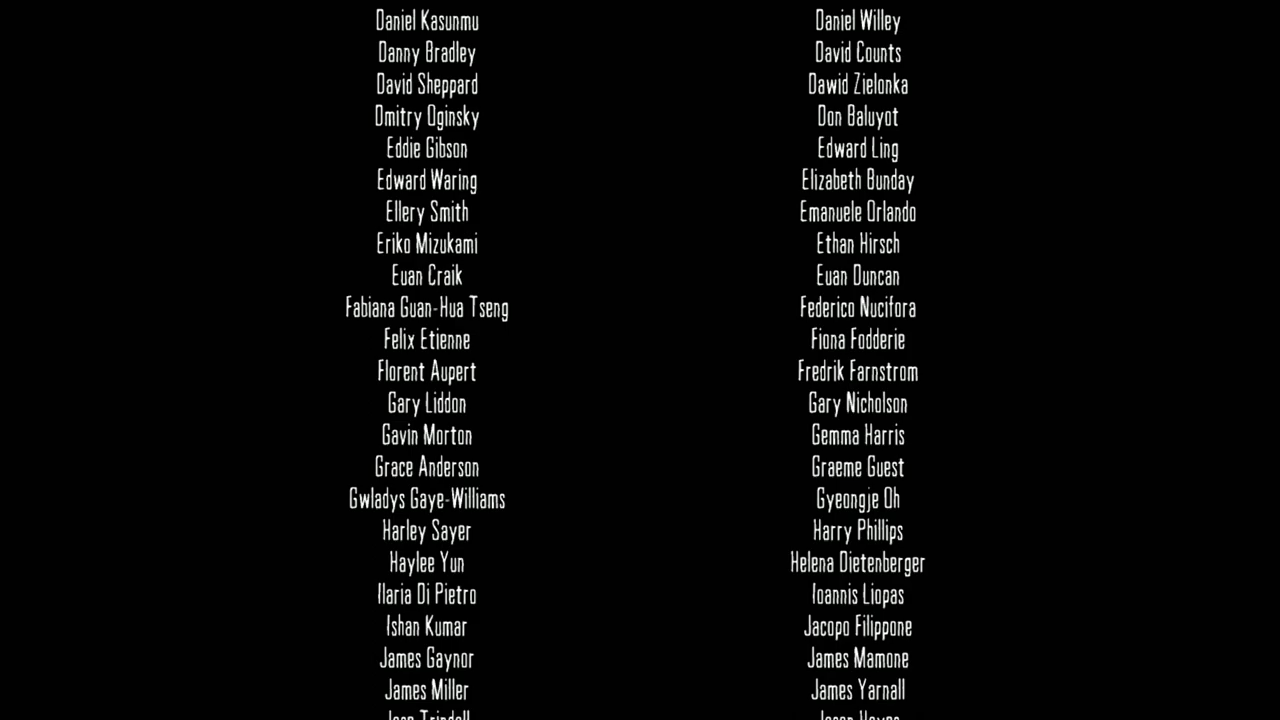 Daniel Kasunmu Daniel Willey
Danny Bradley David Counts
David Sheppard Dawid Zielonka
Dmitry Oginsky Don Baluyot
Eddie Gibson Edward Ling
Edward Waring Elizabeth Bunday
Ellery Smith Emanuele Orlando
Eriko Mizukami Ethan Hirsch
Euan Craik Euan Duncan
Fabiana Guan-Hua Tseng Federico Nucifora
Felix Etienne Fiona Fodderie
Florent Aupert Fredrik Farnstrom
Gary Liddon Gary Nicholson
Gavin Morton Gemma Harris
Grace Anderson Graeme Guest
Gwladys Gaye-Williams Gyeongje Oh
Harley Sayer Harry Phillips
Haylee Yun Helena Dietenberger
Ilaria Di Pietro Ioannis Liopas
Ishan Kumar Jacopo Filippone
James Gaynor James Mamone
James Miller James Yarnall